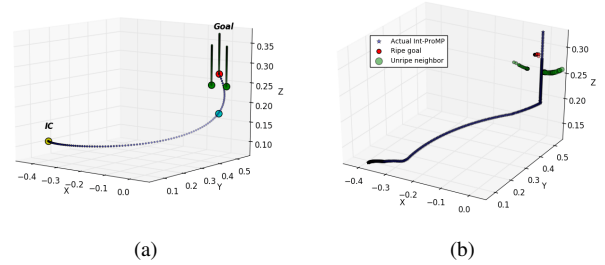 Goal
IC
0.35
0.30
0.25
0.20
0.15
0.10
Z
−0.4
−0.3
−0.2
−0.1
0.0
X
0.1
0.2
0.3
0.4
0.5
Y
(a)
Actual Int-ProMP
Ripe goal
Unripe neighbor
0.30
0.25
0.20
0.15
Z
−0.4
−0.3
−0.2
−0.1
0.0
X
0.1
0.2
0.3
0.4
0.5
Y
(b)